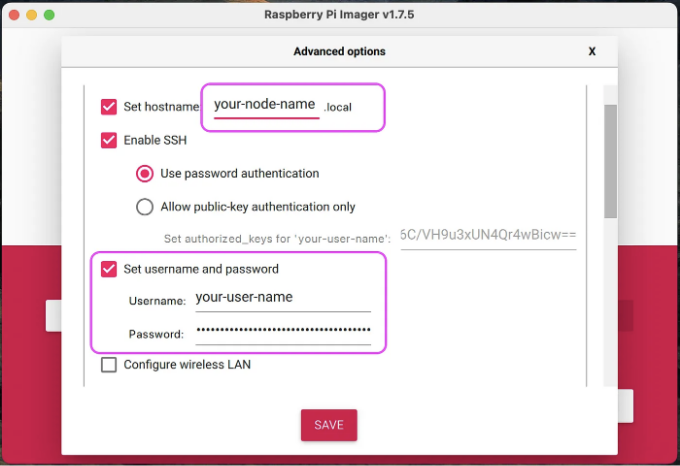 Raspberry Pi Imager v1.7.5
Advanced options X
Set hostname: your-node-name .local
Enable SSH
Use password authentication
Allow public-key authentication only
Set authorized_keys for 'your-user-name': 6C/VH9u3xUN4Qr4wBicw==
Set username and password
Username: your-user-name
Password: ••••••••••••••••••••••••••••••••••••
Configure wireless LAN
SAVE